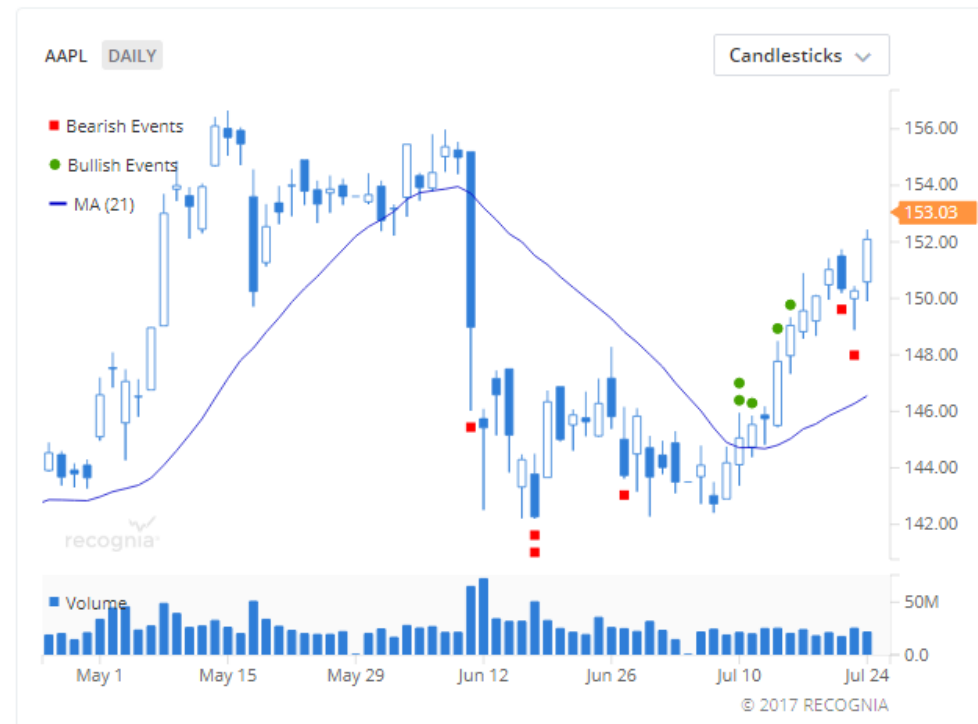 AAPL DAILY
Candlesticks
Bearish Events
Bullish Events
MA (21)
156.00
154.00
153.03
152.00
150.00
148.00
146.00
144.00
142.00
recognia
Volume
50M
0.0
May 1 May 15 May 29 Jun 12 Jun 26 Jul 10 Jul 24
© 2017 RECOGNIA